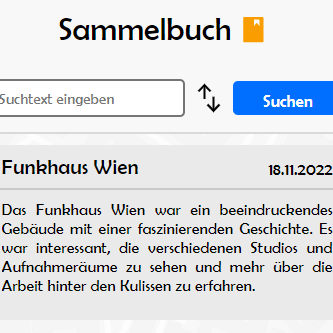 Sammelbuch
Suchtext eingeben
Suchen
Funkhaus Wien
18.11.2022
Das Funkhaus Wien war ein beeindruckendes
Gebäude mit einer faszinierenden Geschichte. Es
war interessant, die verschiedenen Studios und
Aufnahmeräume zu sehen und mehr über die
Arbeit hinter den Kulissen zu erfahren.